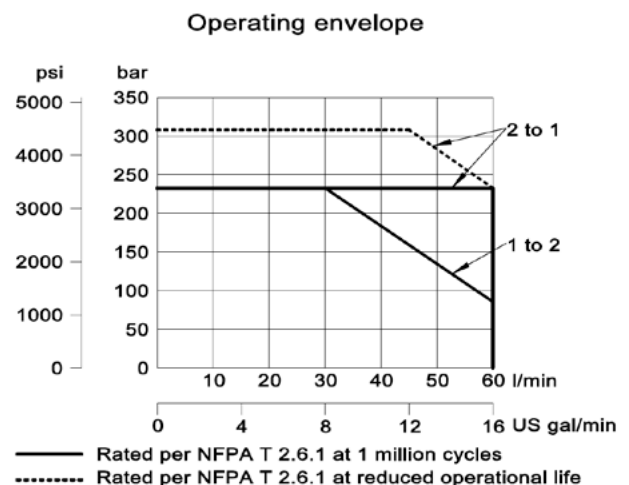 Operating envelope
psi
bar
5000
350
4000
300
250
3000
200
2000
150
100
1000
50
0
0
2 to 1
1 to 2
10 20 30 40 50 60 l/min
0 4 8 12 16 US gal/min
Rated per NFPA T 2.6.1 at 1 million cycles
Rated per NFPA T 2.6.1 at reduced operational life